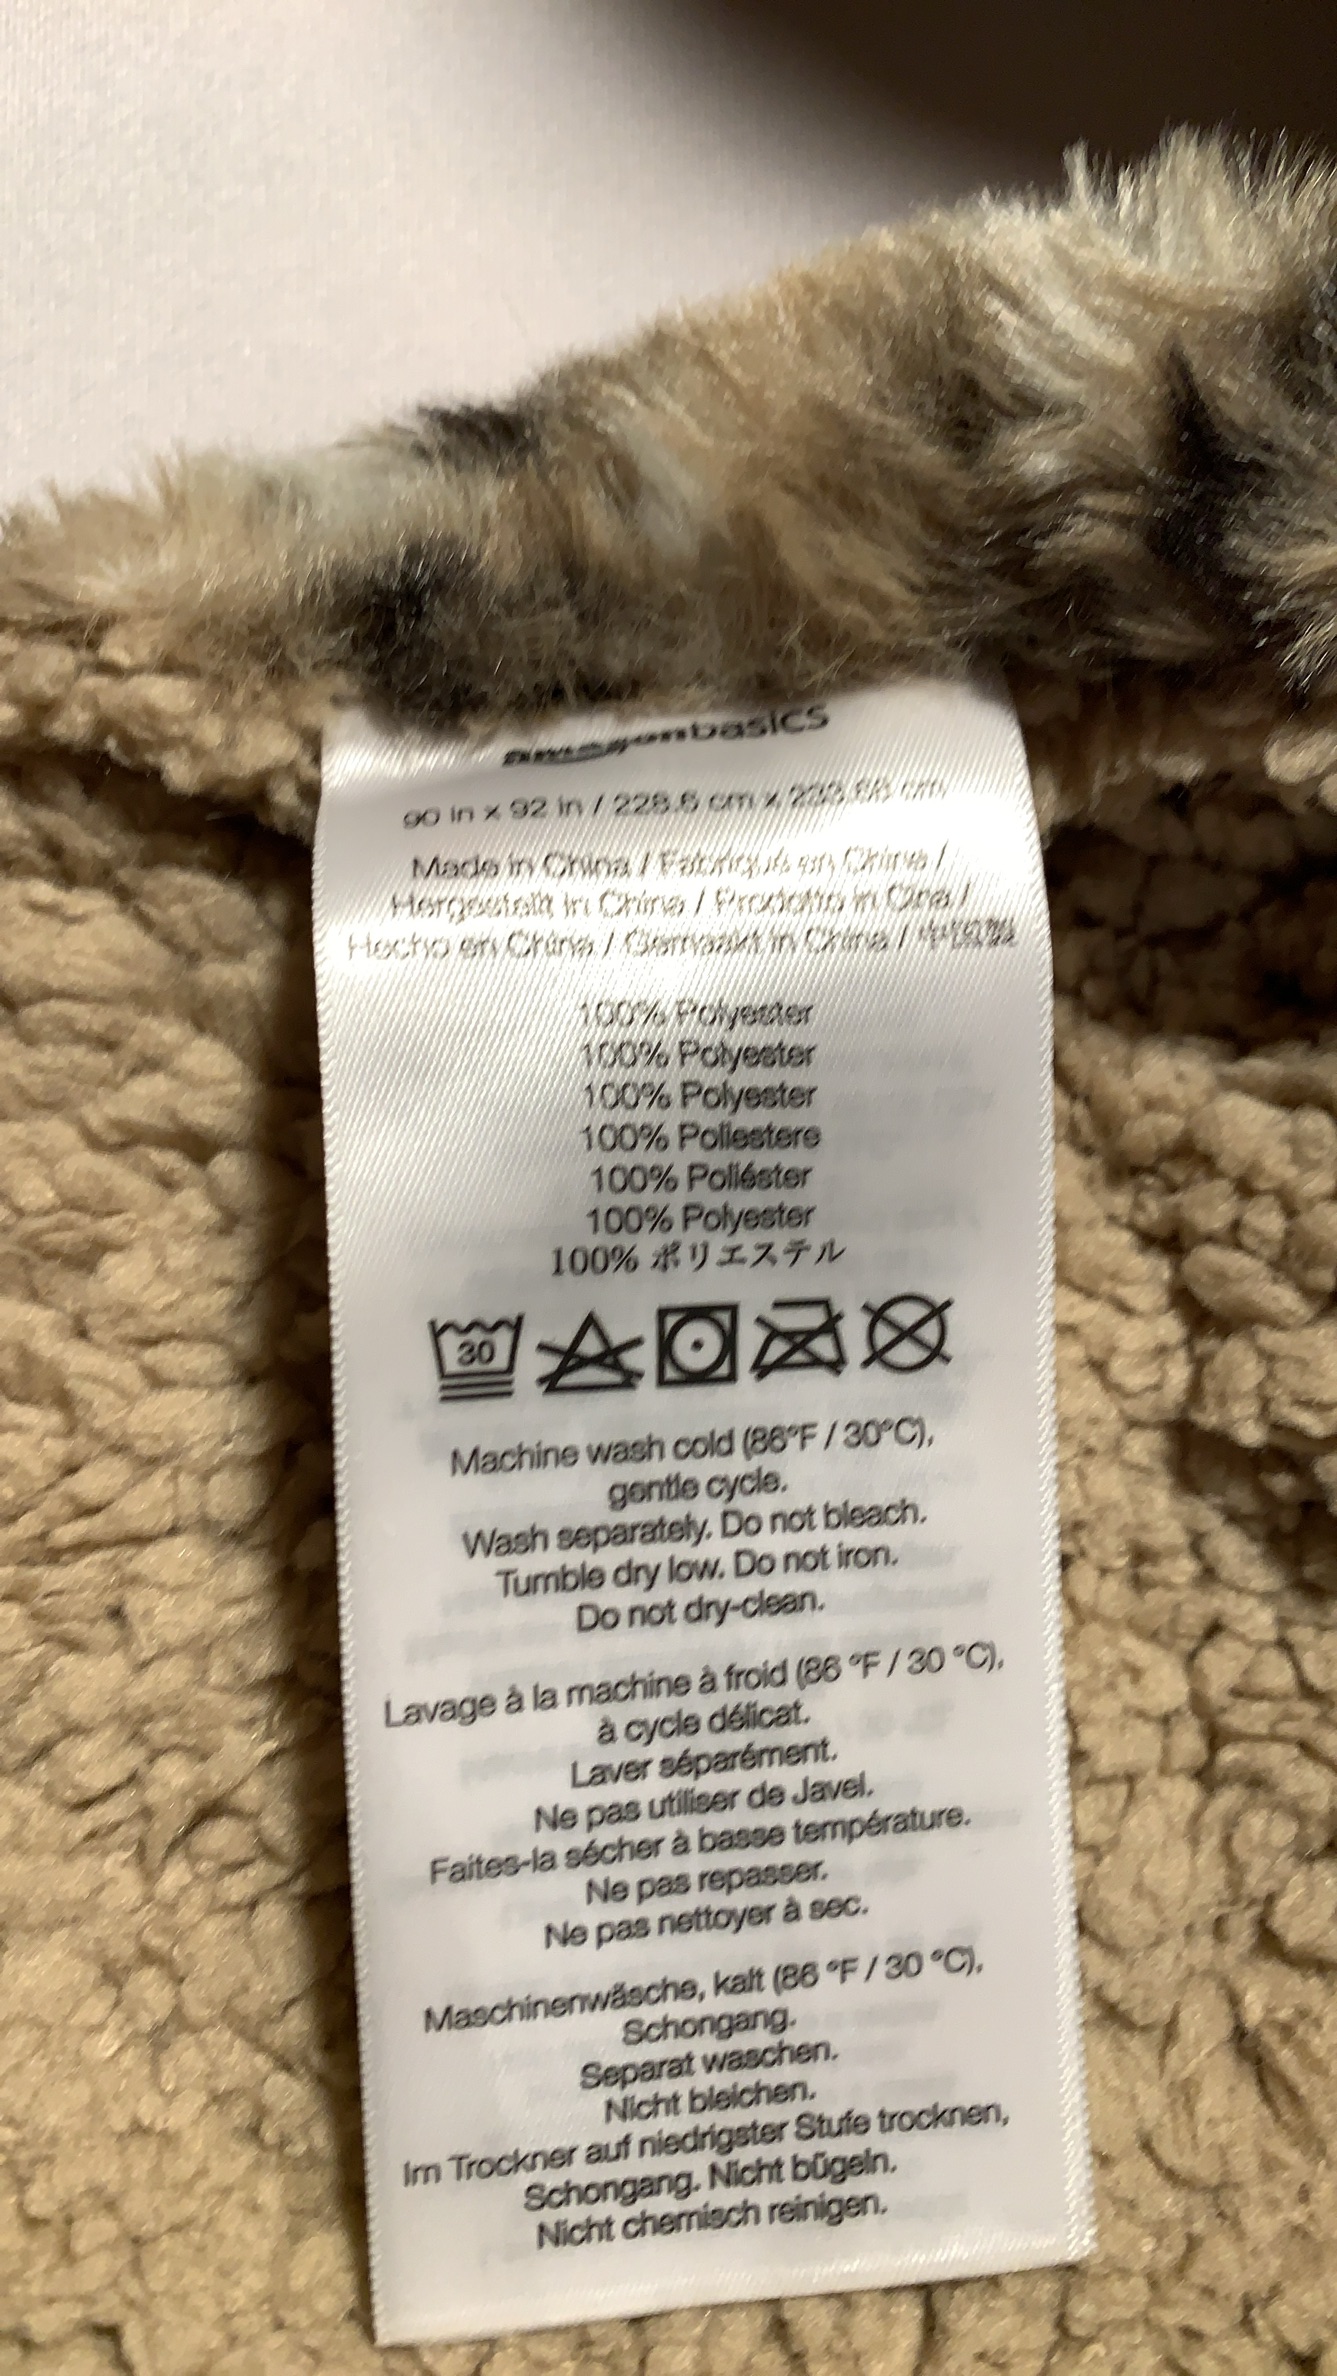 amazonbasics
90 in x 92 in / 228.6 cm x 233.68 cm
Made in China / Fabriqué en Chine /
Hergestellt in China / Prodotto in Cina /
Hecho en China / Gemaakt in China / 中国製
100% Polyester
100% Polyester
100% Polyester
100% Poliestere
100% Poliéster
100% Polyester
100% ポリエステル
30
Machine wash cold (86°F / 30°C),
gentle cycle.
Wash separately. Do not bleach.
Tumble dry low. Do not iron.
Do not dry-clean.
Lavage à la machine à froid (86 °F / 30 °C),
à cycle délicat.
Laver séparément.
Ne pas utiliser de Javel.
Faites-la sécher à basse température.
Ne pas repasser.
Ne pas nettoyer à sec.
Maschinenwäsche, kalt (86 °F / 30 °C),
Schongang.
Separat waschen.
Nicht bleichen.
Im Trockner auf niedrigster Stufe trocknen,
Schongang. Nicht bügeln.
Nicht chemisch reinigen.